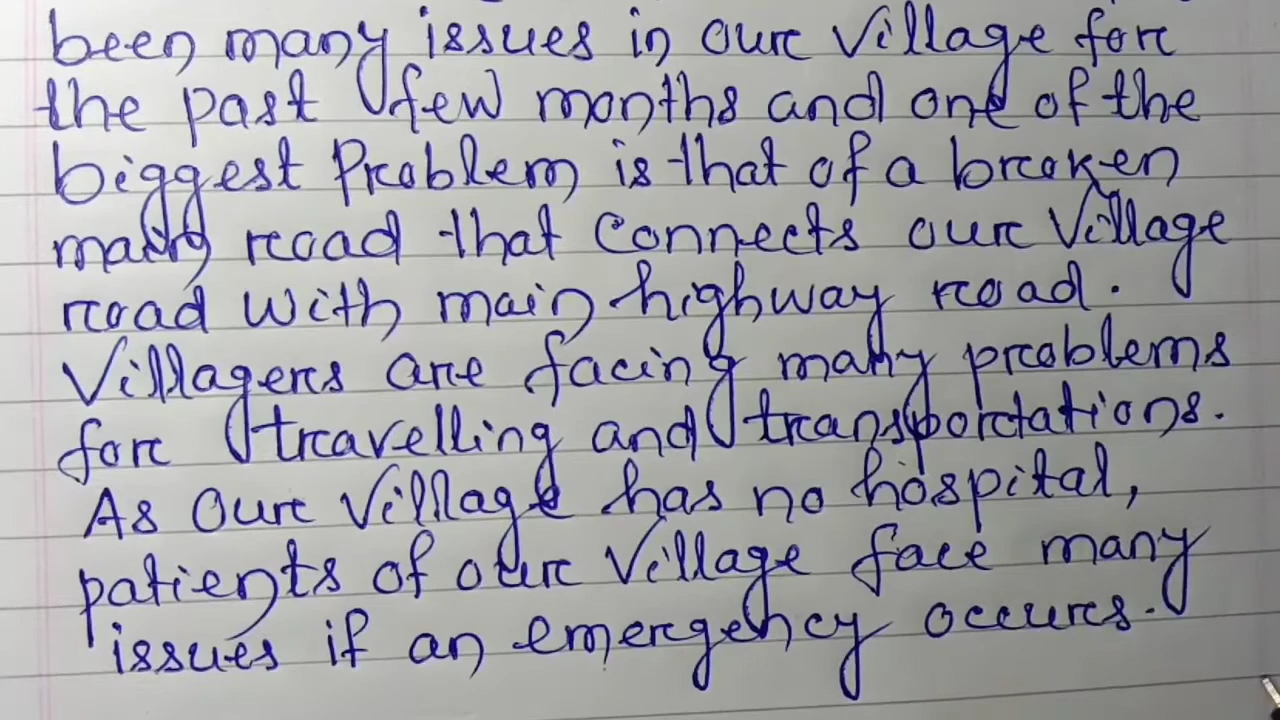 been many issues in our village for
the past few months and one of the
biggest problem is that of a broken
main road that connects our village
road with main highway road.
Villagers are facing many problems
for travelling and transportations.
As our village has no hospital,
patients of our village face many
issues if an emergency occurs.